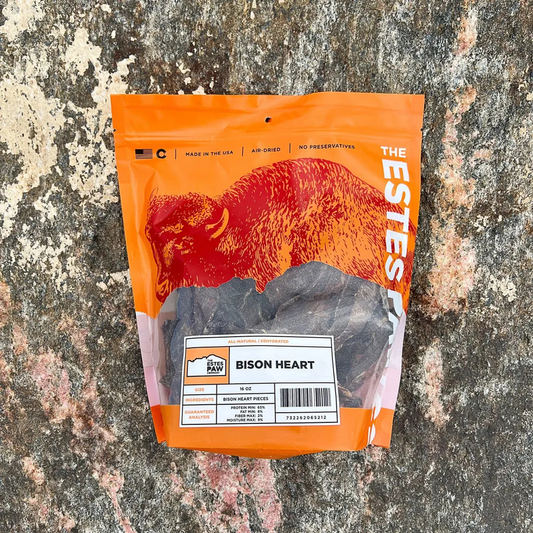 MADE IN THE USA | AIR-DRIED | NO PRESERVATIVES
THE
ESTES PA
ALL-NATURAL / DEHYDRATED
THE
ESTES
PAW
BISON HEART
SIZE 16 OZ
INGREDIENTS BISON HEART PIECES
GUARANTEED ANALYSIS
PROTEIN MIN: 65%
FAT MIN: 5%
FIBER MAX: 2%
MOISTURE MAX: 9%
732262065212